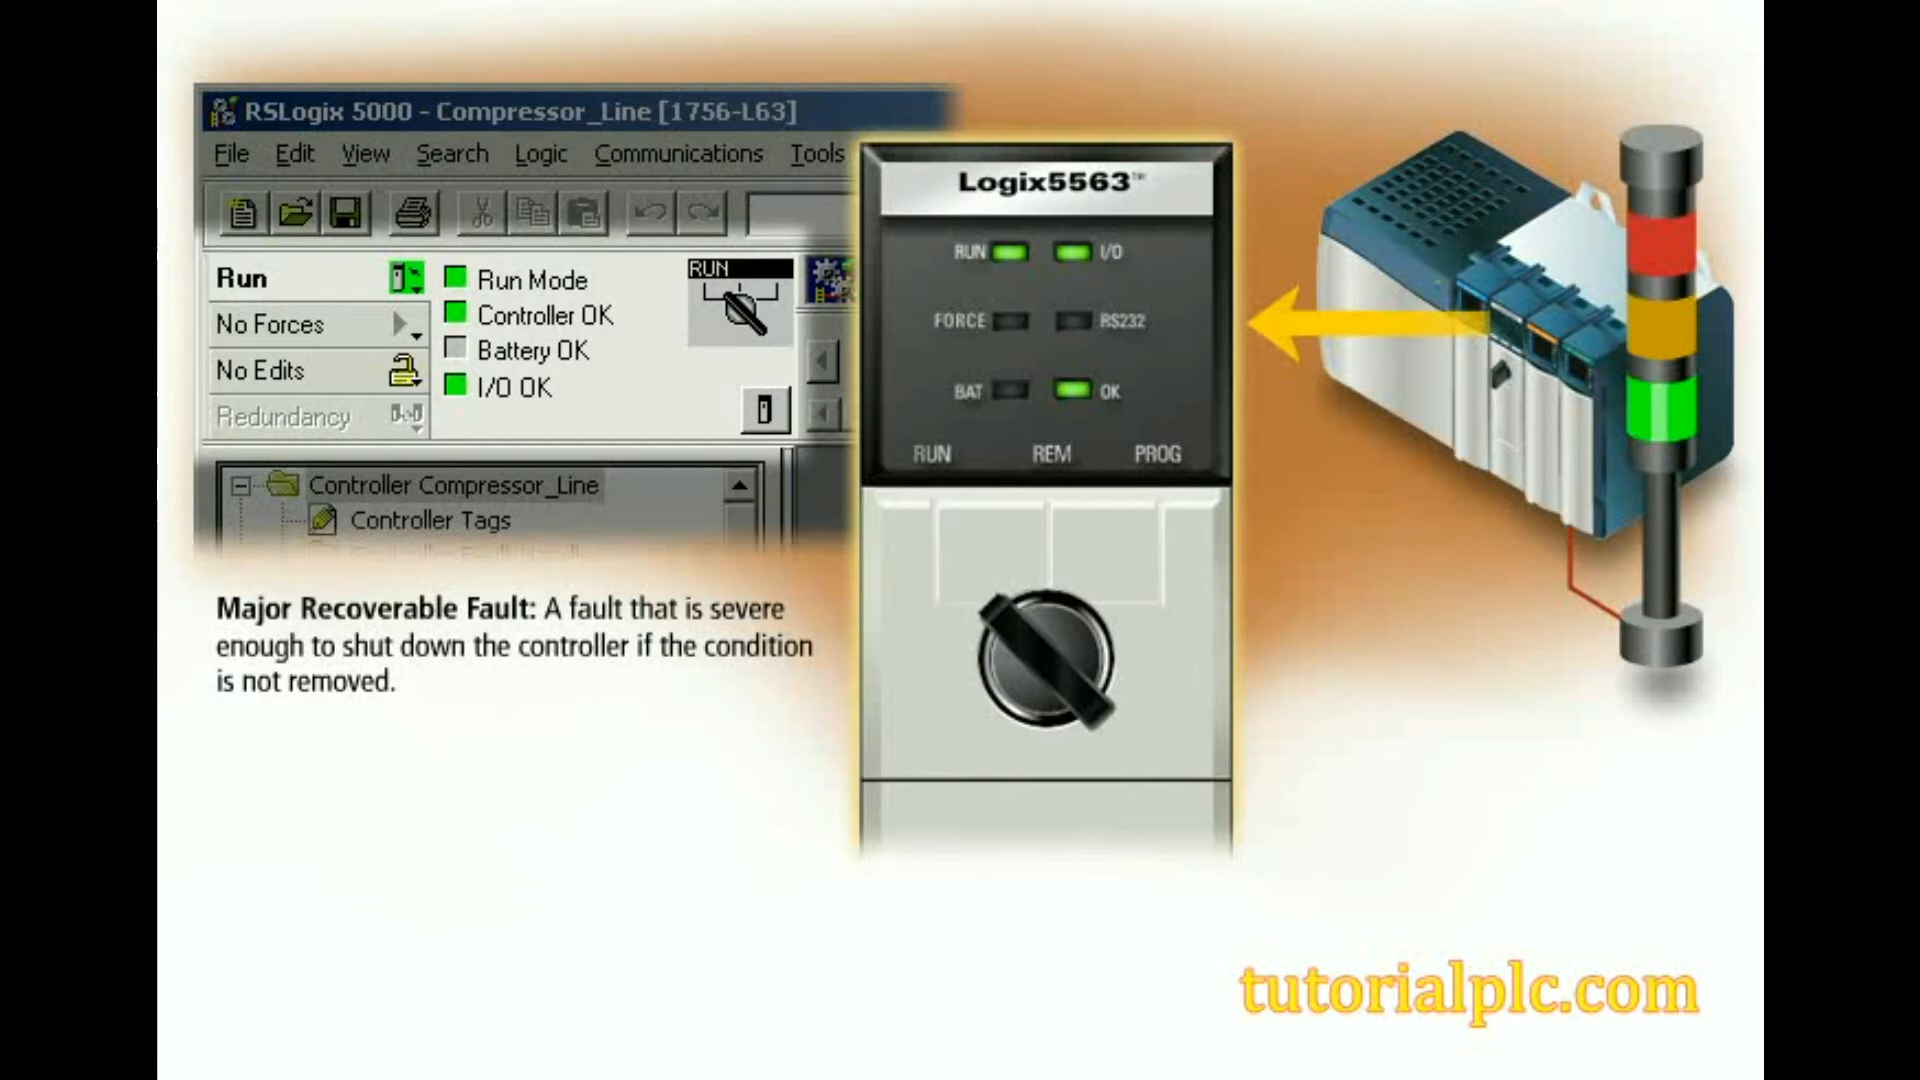 RSLogix 5000 - Compressor_Line [1756-L63]
File Edit View Search Logic Communications Tools
Run
No Forces
No Edits
Redundancy
Run Mode
Controller OK
Battery OK
I/O OK
RUN
Controller Compressor_Line
Controller Tags
Major Recoverable Fault: A fault that is severe
enough to shut down the controller if the condition
is not removed.
Logix5563™
RUN I/O
FORCE RS232
BAT OK
RUN REM PROG
tutorialplc.com